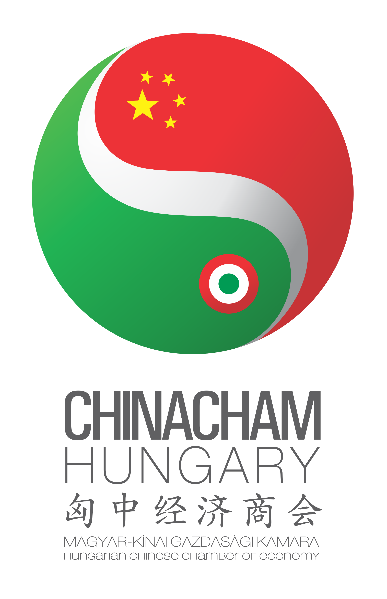 CHINACHAM
HUNGARY
匈中经济商会
MAGYAR-KÍNAI GAZDASÁGI KAMARA
Hungarian chinese chamber of economy